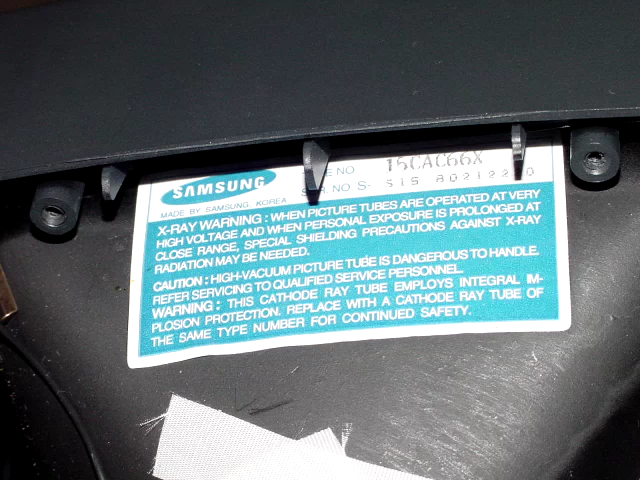 SAMSUNG
NO 15CAC66X
MADE BY SAMSUNG, KOREA
NO. S- S15
X-RAY WARNING : WHEN PICTURE TUBES ARE OPERATED AT VERY
HIGH VOLTAGE AND WHEN PERSONAL EXPOSURE IS PROLONGED AT
CLOSE RANGE, SPECIAL SHIELDING PRECAUTIONS AGAINST X-RAY
RADIATION MAY BE NEEDED.
CAUTION : HIGH-VACUUM PICTURE TUBE IS DANGEROUS TO HANDLE.
REFER SERVICING TO QUALIFIED SERVICE PERSONNEL.
WARNING : THIS CATHODE RAY TUBE EMPLOYS INTEGRAL IM-
PLOSION PROTECTION. REPLACE WITH A CATHODE RAY TUBE OF
THE SAME TYPE NUMBER FOR CONTINUED SAFETY.